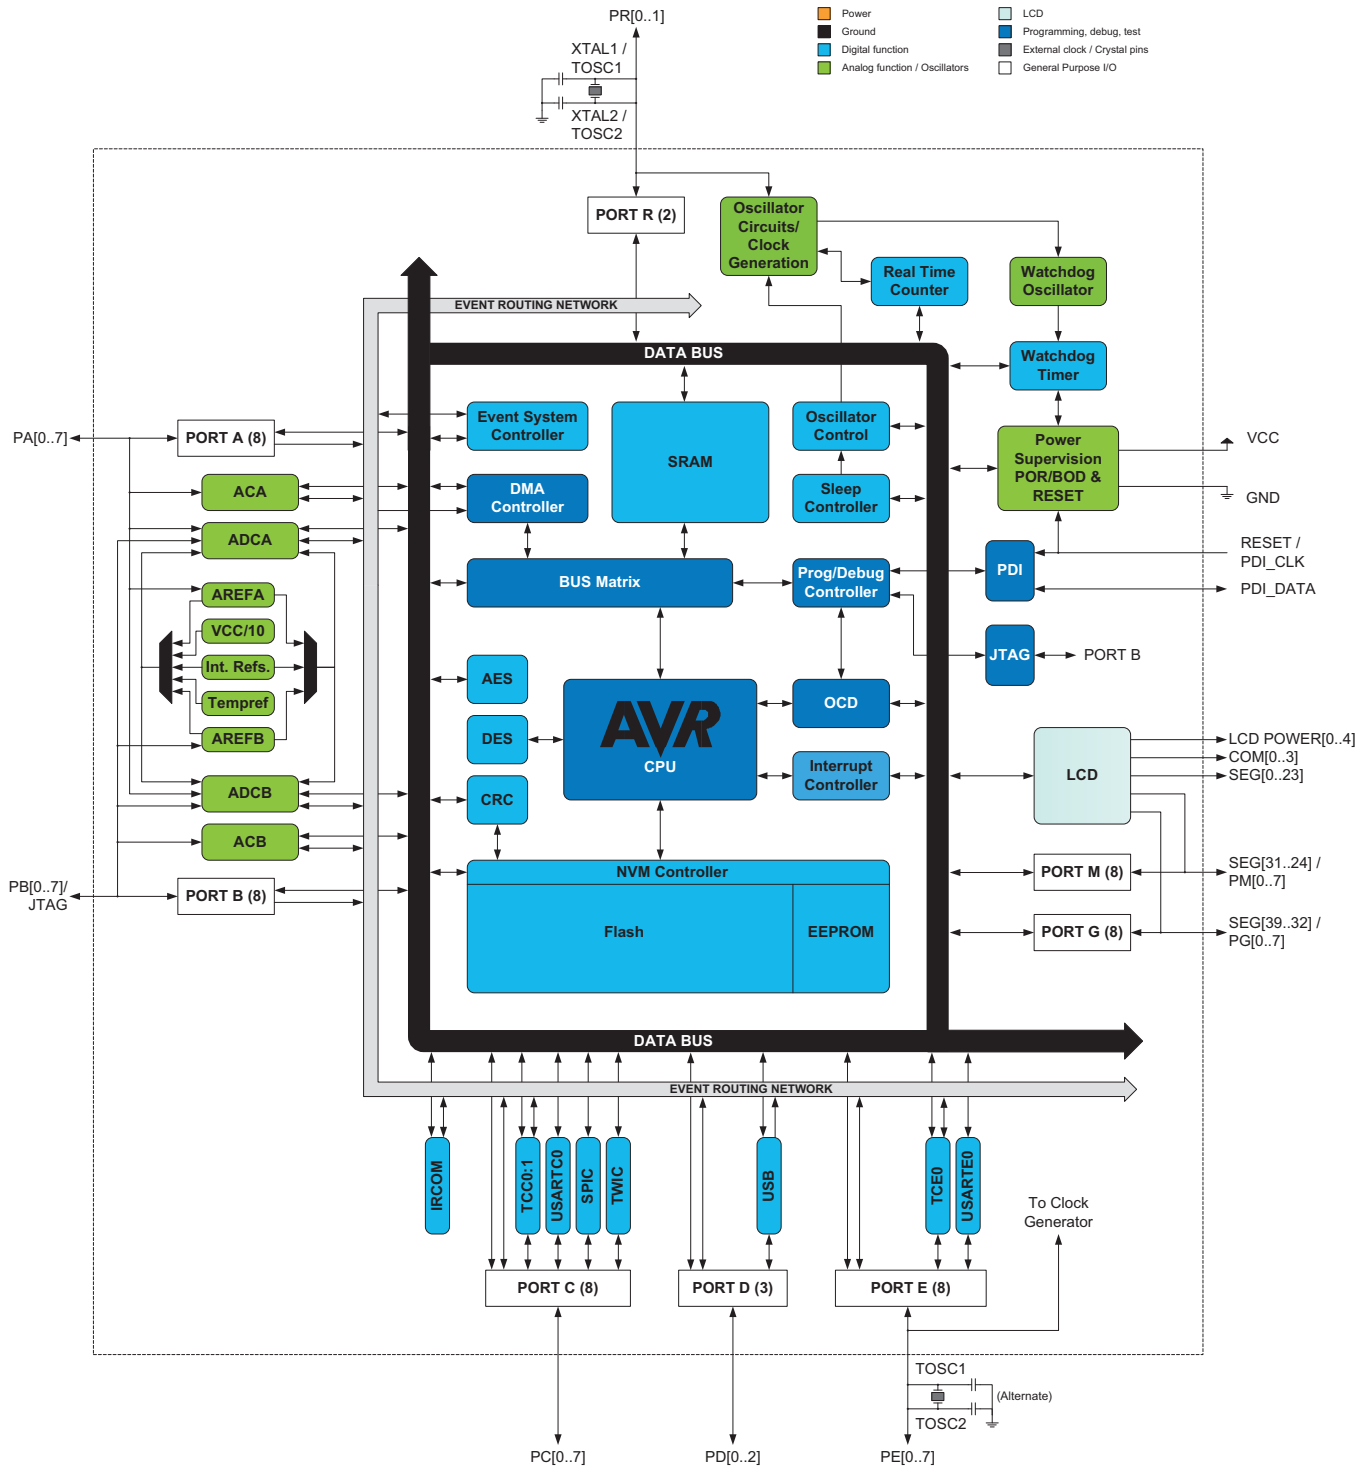 PR[0..1]
Power
Ground
Digital function
Analog function / Oscillators
LCD
Programming, debug, test
External clock / Crystal pins
General Purpose I/O
XTAL1 /
TOSC1
XTAL2 /
TOSC2
PORT R (2)
Oscillator
Circuits/
Clock
Generation
Real Time
Counter
Watchdog
Oscillator
EVENT ROUTING NETWORK
DATA BUS
Watchdog
Timer
Event System
Controller
SRAM
Oscillator
Control
Power
Supervision
POR/BOD &
RESET
VCC
GND
PA[0..7]
PORT A (8)
ACA
DMA
Controller
Sleep
Controller
ADCA
RESET /
PDI_CLK
PDI
PDI_DATA
BUS Matrix
Prog/Debug
Controller
AREFA
VCC/10
Int. Refs.
Tempref
AREFB
JTAG
PORT B
AES
AVR
CPU
OCD
DES
LCD
LCD POWER[0..4]
COM[0..3]
SEG[0..23]
Interrupt
Controller
ADCB
CRC
ACB
NVM Controller
Flash
EEPROM
PORT M (8)
SEG[31..24] /
PM[0..7]
PB[0..7]/
JTAG
PORT B (8)
PORT G (8)
SEG[39..32] /
PG[0..7]
DATA BUS
EVENT ROUTING NETWORK
IRCOM
TCC0:1
USARTC0
SPIC
TWIC
USB
TCE0
USARTE0
To Clock
Generator
PORT C (8)
PORT D (3)
PORT E (8)
TOSC1
(Alternate)
TOSC2
PC[0..7]
PD[0..2]
PE[0..7]